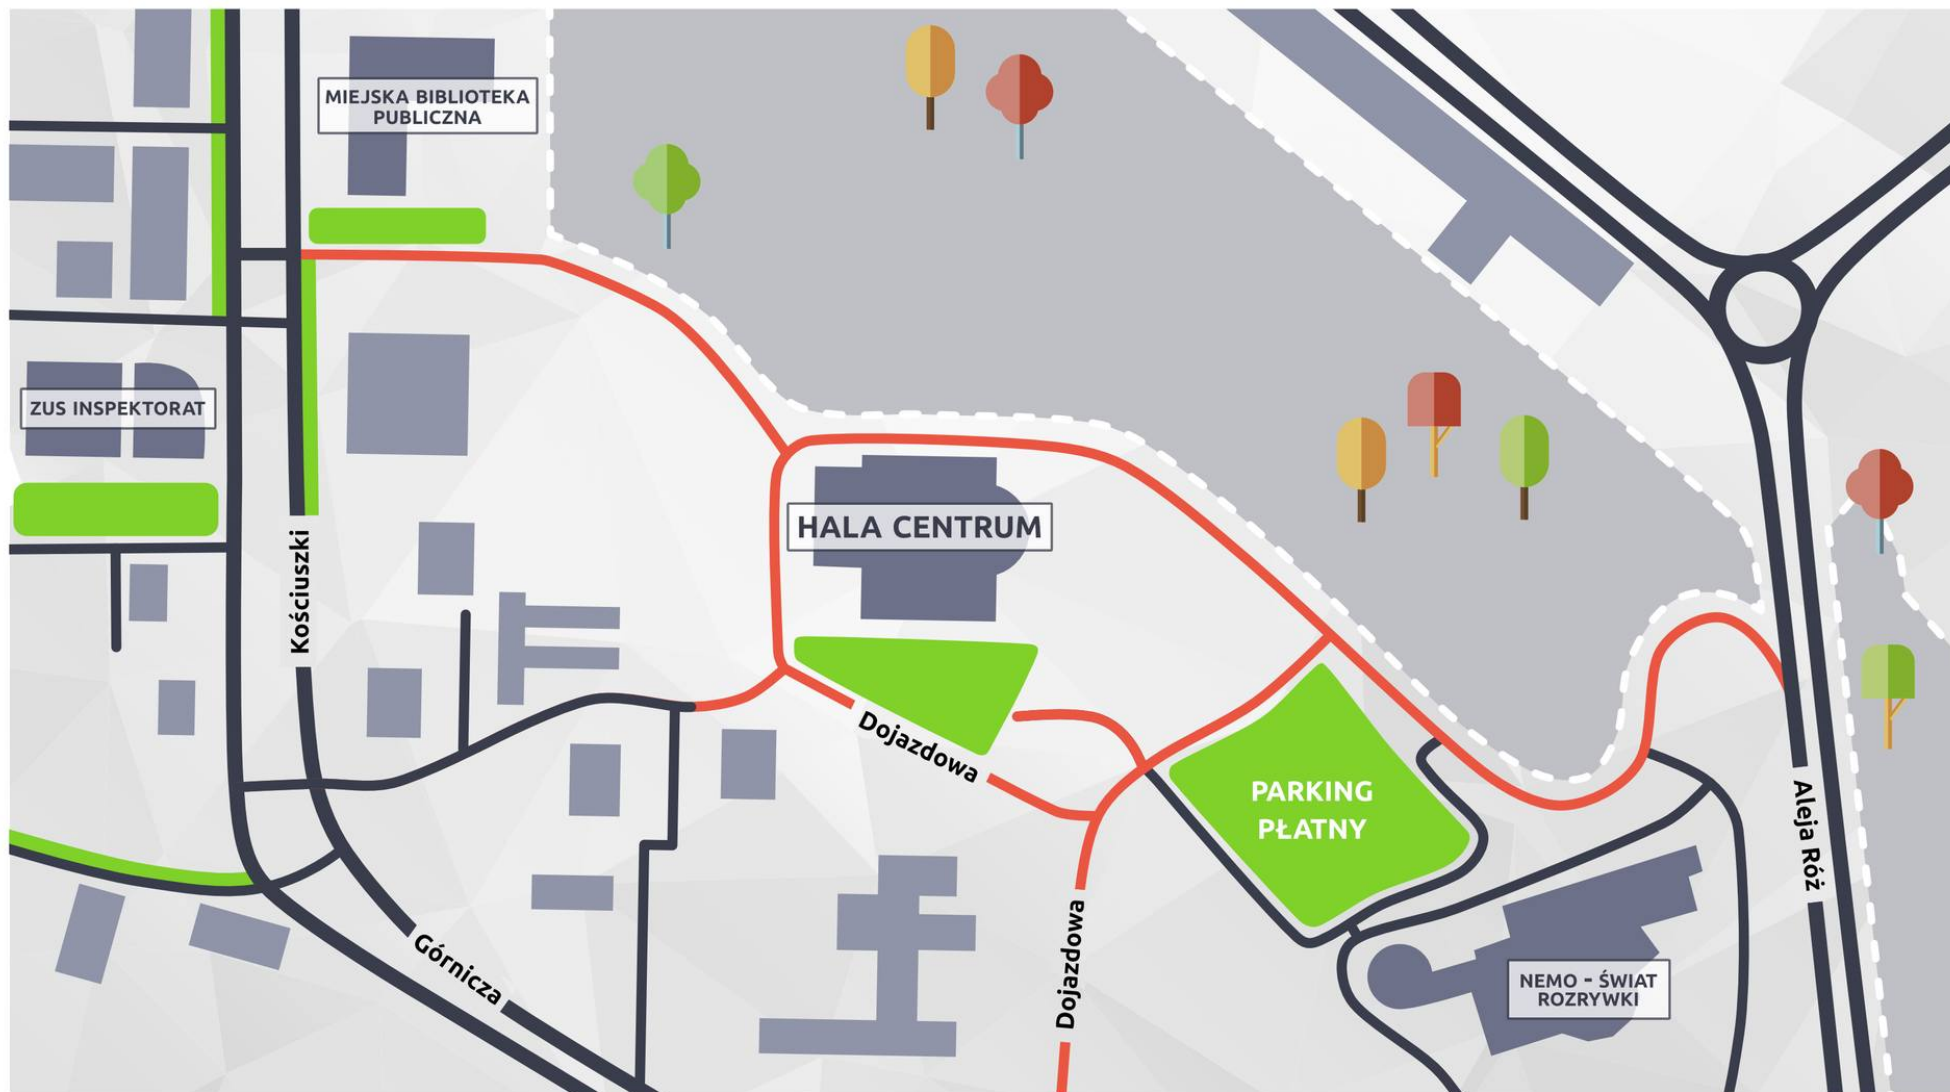 MIEJSKA BIBLIOTEKA
PUBLICZNA
ZUS INSPEKTORAT
HALA CENTRUM
Kościuszki
Dojazdowa
PARKING
PŁATNY
Aleja Róż
Górnicza
Dojazdowa
NEMO - ŚWIAT
ROZRYWKI